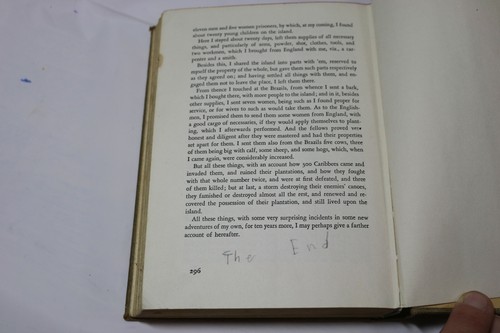 eleven men and five women prisoners, by which, at my coming, I found
about twenty young children on the island.
Here I stayed about twenty days, left them supplies of all necessary
things, and particularly of arms, powder, shot, clothes, tools, and
two workmen, which I brought from England with me, viz., a car-
penter and a smith.
Besides this, I shared the island into parts with 'em, reserved to
myself the property of the whole, but gave them such parts respectively
as they agreed on; and having settled all things with them, and en-
gaged them not to leave the place, I left them there.
From thence I touched at the Brasils, from whence I sent a bark,
which I bought there, with more people to the island; and in it, besides
other supplies, I sent seven women, being such as I found proper for
service, or for wives to such as would take them. As to the English-
men, I promised them to send them some women from England, with
a good cargo of necessaries, if they would apply themselves to plant-
ing, which I afterwards performed. And the fellows proved very
honest and diligent after they were mastered and had their properties
set apart for them. I sent them also from the Brasils five cows, three
of them being big with calf, some sheep, and some hogs, which, when
I came again, were considerably increased.
But all these things, with an account how 300 Caribbees came and
invaded them, and ruined their plantations, and how they fought
with that whole number twice, and were at first defeated, and three
of them killed; but at last, a storm destroying their enemies' canoes,
they famished or destroyed almost all the rest, and renewed and re-
covered the possession of their plantation, and still lived upon the
island.
All these things, with some very surprising incidents in some new
adventures of my own, for ten years more, I may perhaps give a farther
account of hereafter.
The End
296